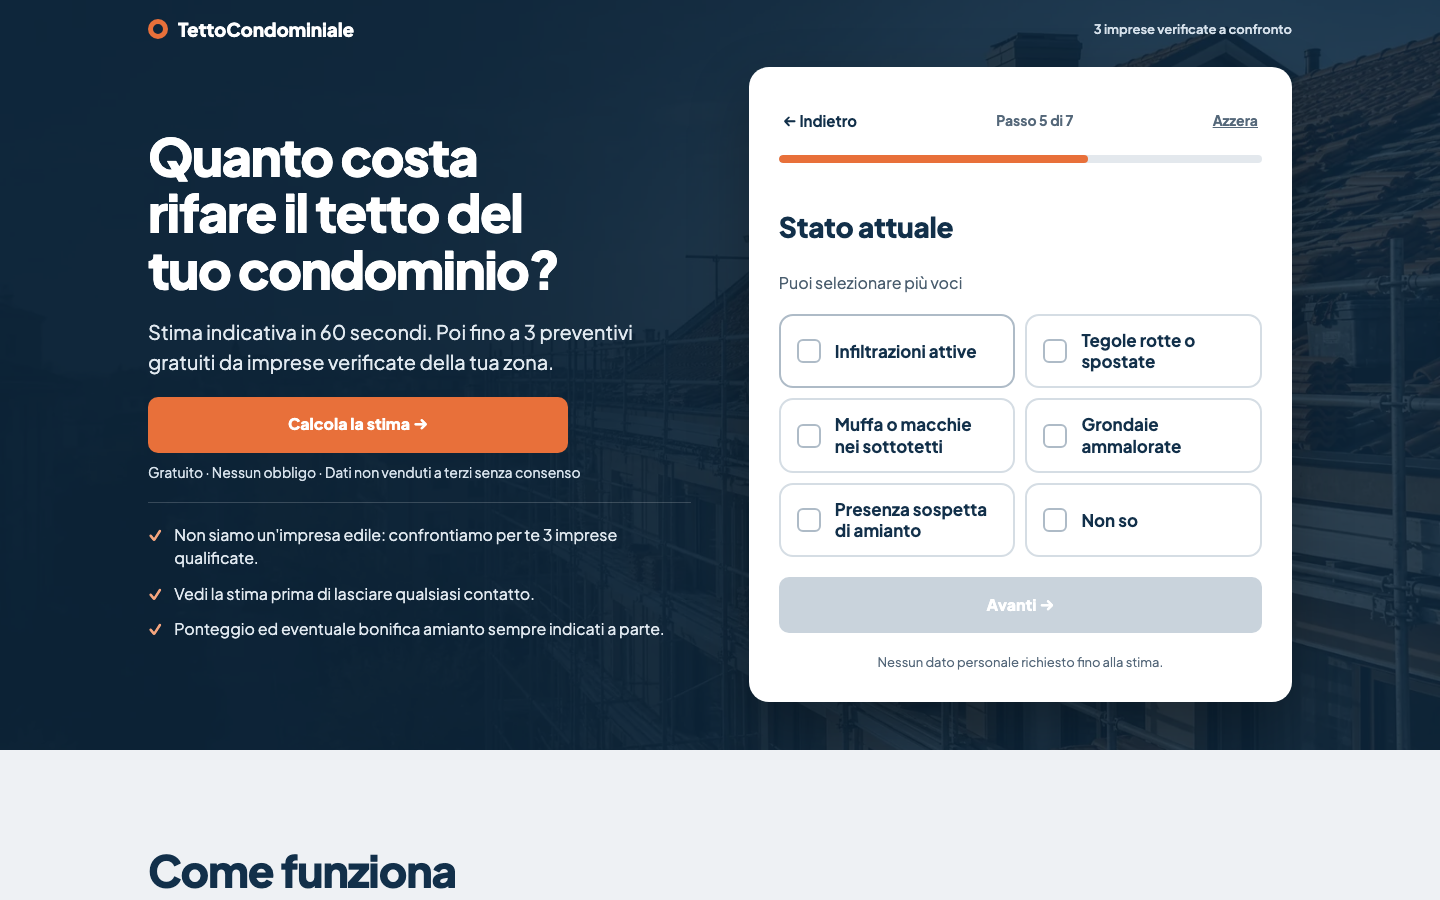 TettoCondominiale
3 imprese verificate a confronto
Quanto costa
rifare il tetto del
tuo condominio?
Stima indicativa in 60 secondi. Poi fino a 3 preventivi
gratuiti da imprese verificate della tua zona.
Calcola la stima →
Gratuito · Nessun obbligo · Dati non venduti a terzi senza consenso
Non siamo un'impresa edile: confrontiamo per te 3 imprese
qualificate.
Vedi la stima prima di lasciare qualsiasi contatto.
Ponteggio ed eventuale bonifica amianto sempre indicati a parte.
← Indietro
Passo 5 di 7
Azzera
Stato attuale
Puoi selezionare più voci
Infiltrazioni attive
Tegole rotte o
spostate
Muffa o macchie
nei sottotetti
Grondaie
ammalorate
Presenza sospetta
di amianto
Non so
Avanti →
Nessun dato personale richiesto fino alla stima.
Come funziona